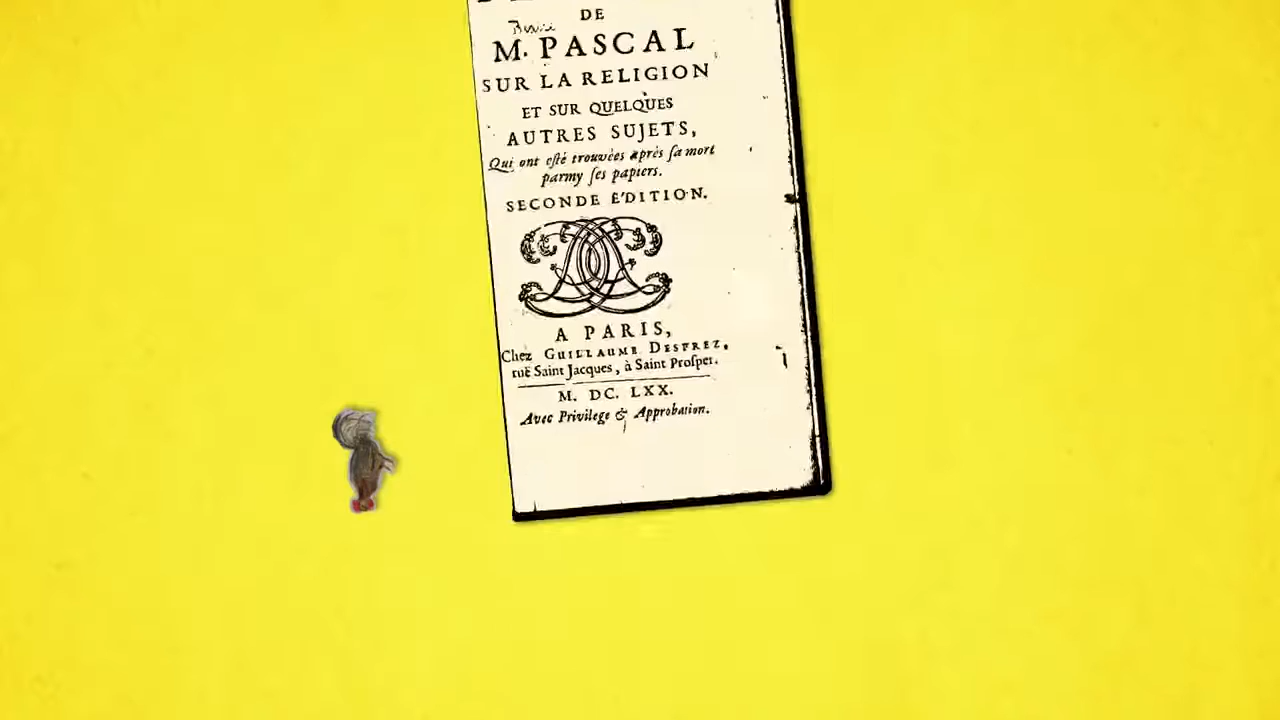 DE
M. PASCAL
SUR LA RELIGION
ET SUR QUELQUES
AUTRES SUJETS,
Qui ont esté trouvées après sa mort
parmy ses papiers.
SECONDE E'DITION.
A PARIS,
Chez GUILLAUME DESPREZ,
ruë Saint Jacques, à Saint Prosper.
M. DC. LXX.
Avec Privilege & Approbation.